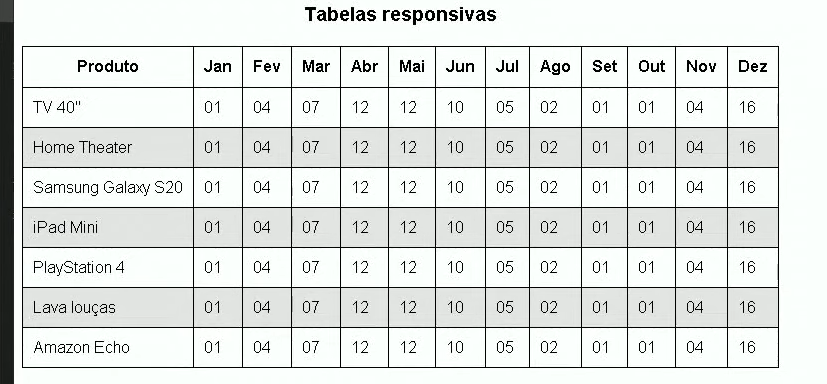 Tabelas responsivas
Produto Jan Fev Mar Abr Mai Jun Jul Ago Set Out Nov Dez
TV 40" 01 04 07 12 12 10 05 02 01 01 04 16
Home Theater 01 04 07 12 12 10 05 02 01 01 04 16
Samsung Galaxy S20 01 04 07 12 12 10 05 02 01 01 04 16
iPad Mini 01 04 07 12 12 10 05 02 01 01 04 16
PlayStation 4 01 04 07 12 12 10 05 02 01 01 04 16
Lava louças 01 04 07 12 12 10 05 02 01 01 04 16
Amazon Echo 01 04 07 12 12 10 05 02 01 01 04 16